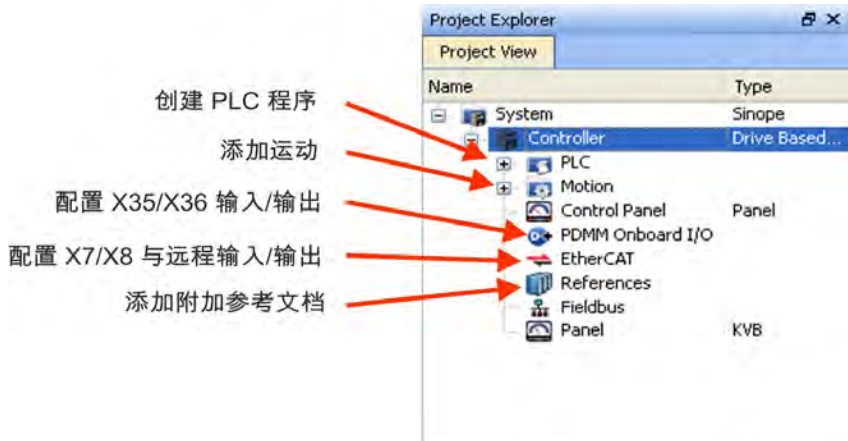 Project Explorer
Project View
Name Type
System Sinope
Controller Drive Based...
创建 PLC 程序
PLC
添加运动
Motion
配置 X35/X36 输入/输出
Control Panel Panel
PDMM Onboard I/O
配置 X7/X8 与远程输入/输出
EtherCAT
添加附加参考文档
References
Fieldbus
Panel KVB